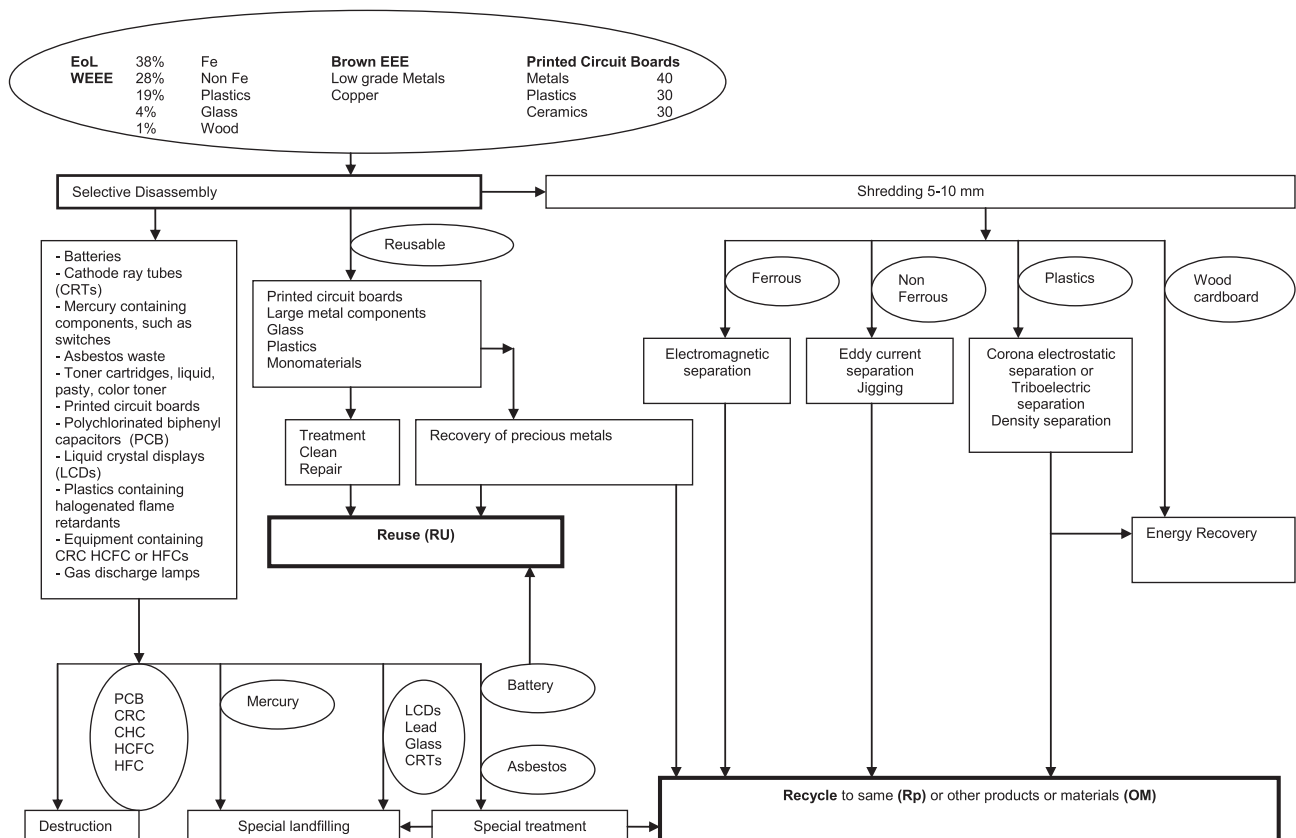 EoL 38% Fe Brown EEE Printed Circuit Boards
WEEE 28% Non Fe Low grade Metals Metals 40
19% Plastics Copper Plastics 30
4% Glass Ceramics 30
1% Wood
Selective Disassembly
Shredding 5-10 mm
- Batteries
- Cathode ray tubes
(CRTs)
- Mercury containing
components, such as
switches
- Asbestos waste
- Toner cartridges, liquid,
pasty, color toner
- Printed circuit boards
- Polychlorinated biphenyl
capacitors (PCB)
- Liquid crystal displays
(LCDs)
- Plastics containing
halogenated flame
retardants
- Equipment containing
CRC HCFC or HFCs
- Gas discharge lamps
Reusable
Printed circuit boards
Large metal components
Glass
Plastics
Monomaterials
Treatment
Clean
Repair
Recovery of precious metals
Reuse (RU)
Ferrous
Non
Ferrous
Plastics
Wood
cardboard
Electromagnetic
separation
Eddy current
separation
Jigging
Corona electrostatic
separation or
Triboelectric
separation
Density separation
Energy Recovery
PCB
CRC
CHC
HCFC
HFC
Mercury
LCDs
Lead
Glass
CRTs
Battery
Asbestos
Destruction
Special landfilling
Special treatment
Recycle to same (Rp) or other products or materials (OM)